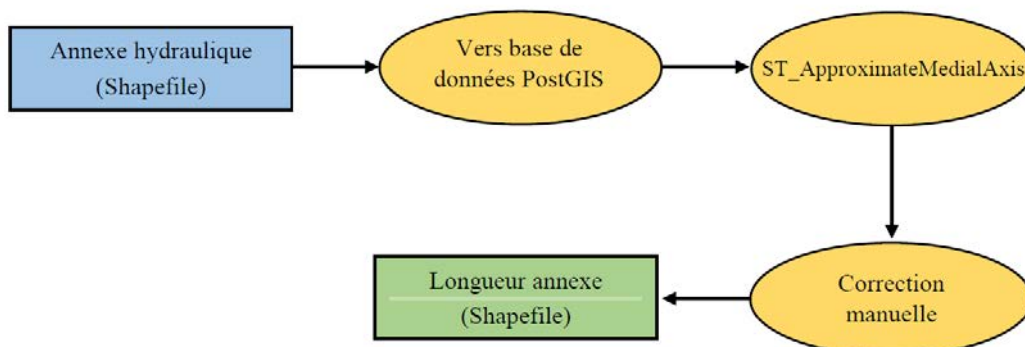 Annexe hydraulique
(Shapefile)
Vers base de
données PostGIS
ST_ApproximateMedialAxis
Longueur annexe
(Shapefile)
Correction
manuelle